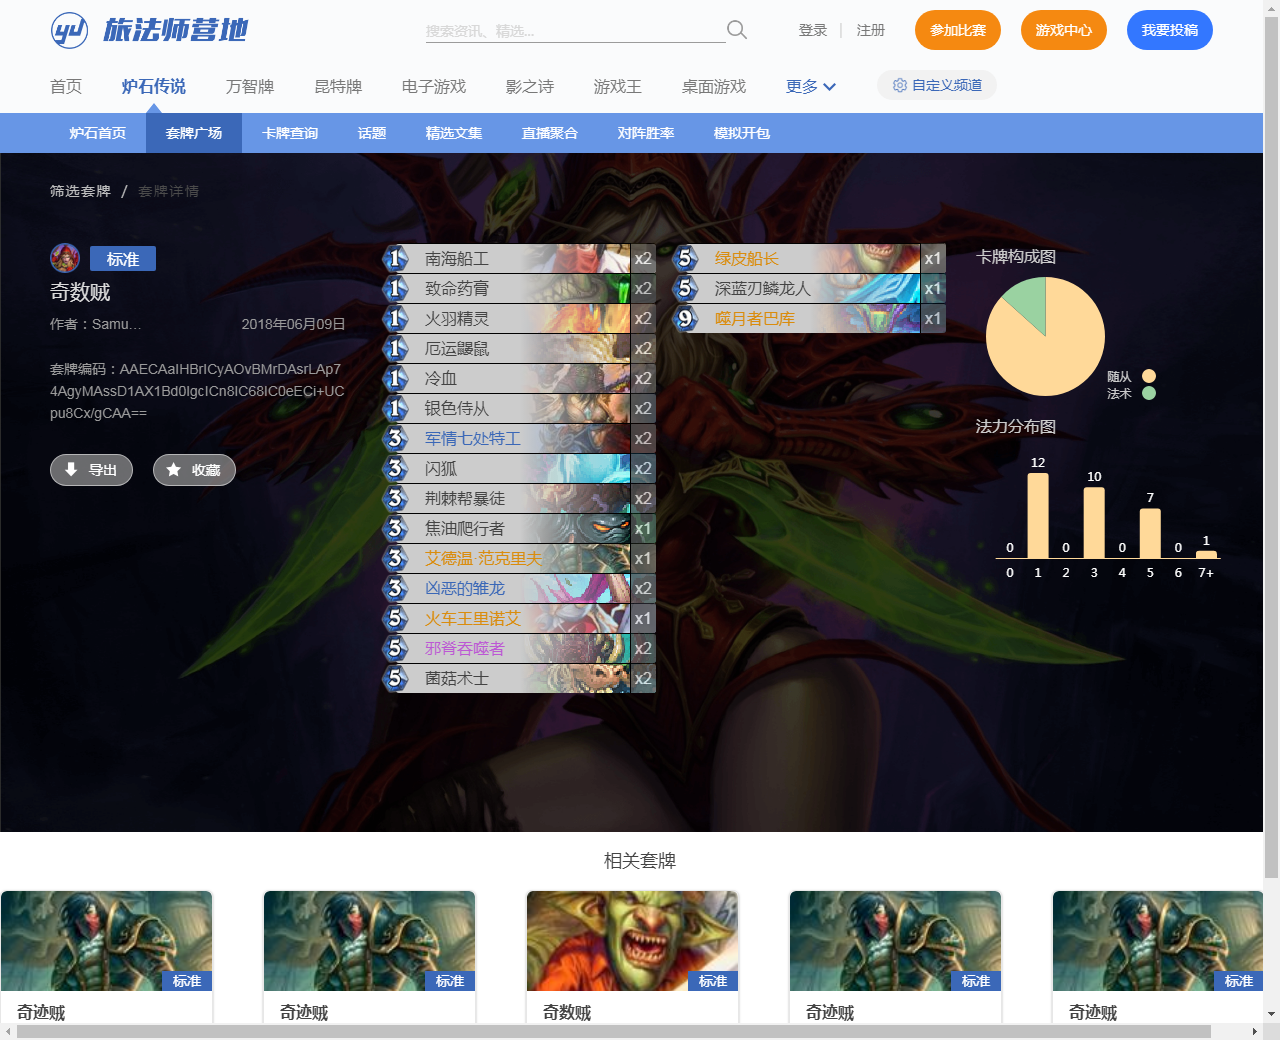 旅法师营地
搜索资讯、精选...
登录 | 注册
参加比赛
游戏中心
我要投稿
首页 炉石传说 万智牌 昆特牌 电子游戏 影之诗 游戏王 桌面游戏 更多 自定义频道
炉石首页 套牌广场 卡牌查询 话题 精选文集 直播聚合 对阵胜率 模拟开包
筛选套牌 / 套牌详情
标准
奇数贼
作者：Samu... 2018年06月09日
套牌编码：AAECAaIHBrICyAOvBMrDAsrLAp7
4AgyMAssD1AX1Bd0IgcICn8IC68IC0eECi+UC
pu8Cx/gCAA==
导出 收藏
1 南海船工 x2
1 致命药膏 x2
1 火羽精灵 x2
1 厄运鼹鼠 x2
1 冷血 x2
1 银色侍从 x2
3 军情七处特工 x2
3 闪狐 x2
3 荆棘帮暴徒 x2
3 焦油爬行者 x1
3 艾德温·范克里夫 x1
3 凶恶的雏龙 x2
5 火车王里诺艾 x1
5 邪脊吞噬者 x2
5 菌菇术士 x2
5 绿皮船长 x1
5 深蓝刃鳞龙人 x1
9 噬月者巴库 x1
卡牌构成图
随从
法术
法力分布图
12
10
7
0 0 0 0 1
0 1 2 3 4 5 6 7+
相关套牌
标准 标准 标准 标准 标准
奇迹贼 奇迹贼 奇数贼 奇迹贼 奇迹贼